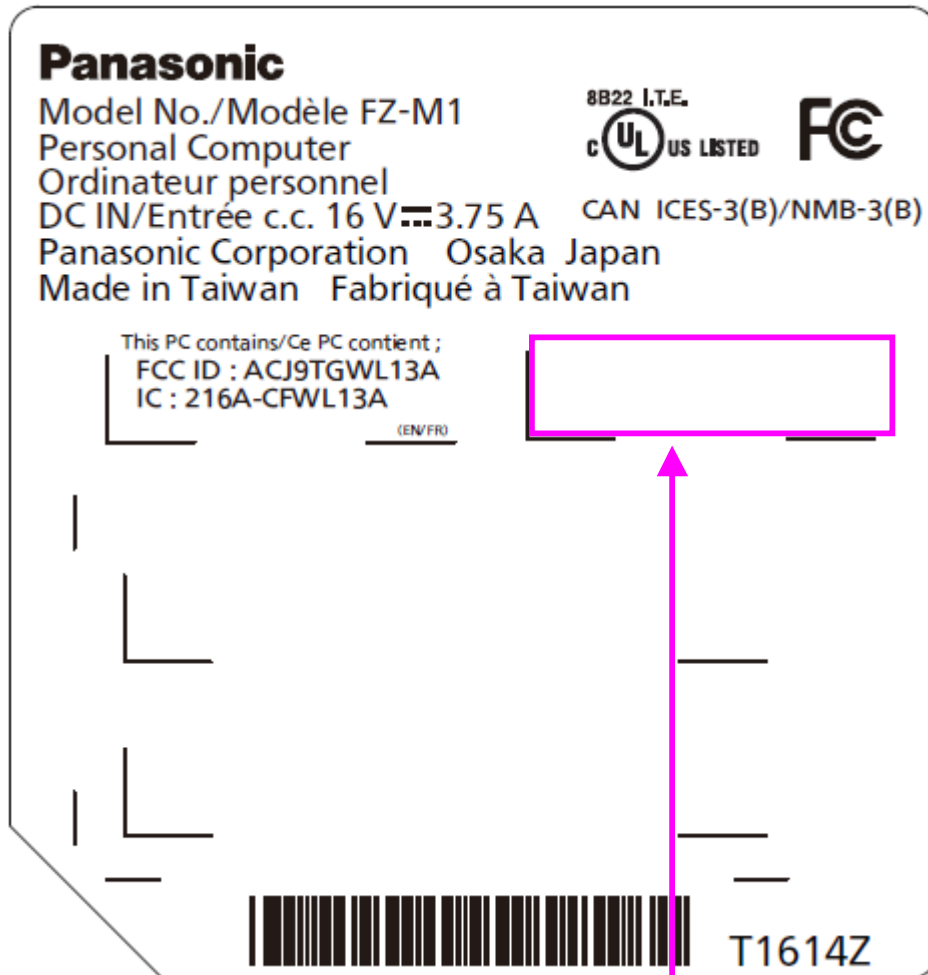 Panasonic
Model No./Modèle FZ-M1
Personal Computer
Ordinateur personnel
DC IN/Entrée c.c. 16 V⎓3.75 A
Panasonic Corporation Osaka Japan
Made in Taiwan Fabriqué à Taiwan
8B22 I.T.E.
C UL US LISTED
FC
CAN ICES-3(B)/NMB-3(B)
This PC contains/Ce PC contient ;
FCC ID : ACJ9TGWL13A
IC : 216A-CFWL13A
(EN/FR)
T1614Z